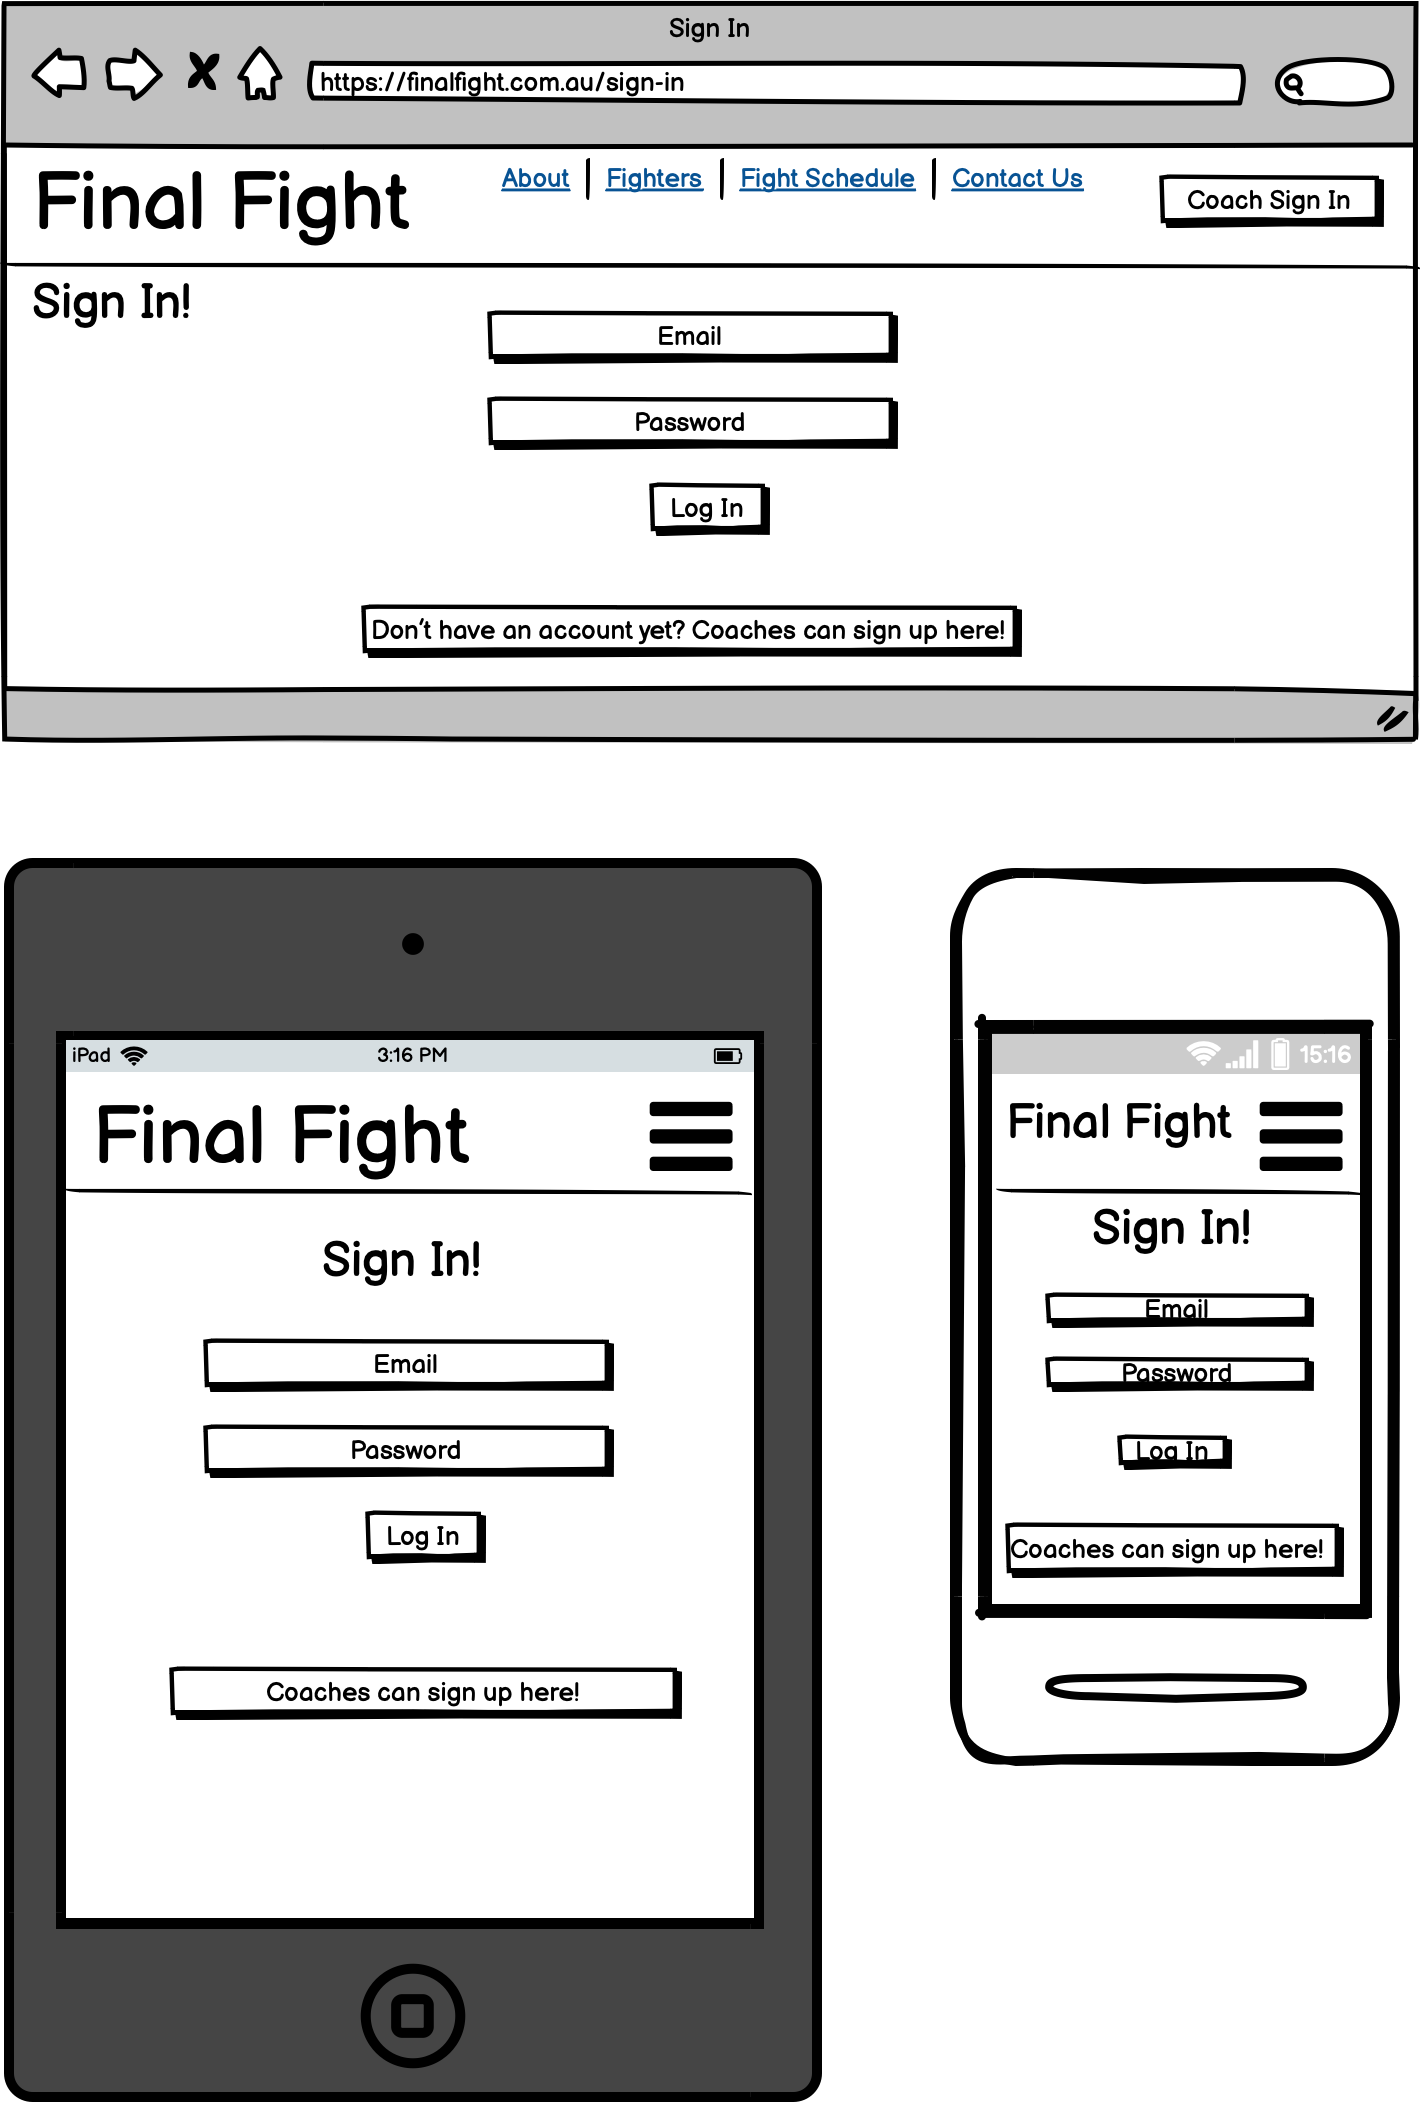 Sign In
https://finalfight.com.au/sign-in
Final Fight
About
Fighters
Fight Schedule
Contact Us
Coach Sign In
Sign In!
Email
Password
Log In
Don't have an account yet? Coaches can sign up here!
iPad
3:16 PM
Final Fight
Sign In!
Email
Password
Log In
Coaches can sign up here!
15:16
Final Fight
Sign In!
Email
Password
Log In
Coaches can sign up here!